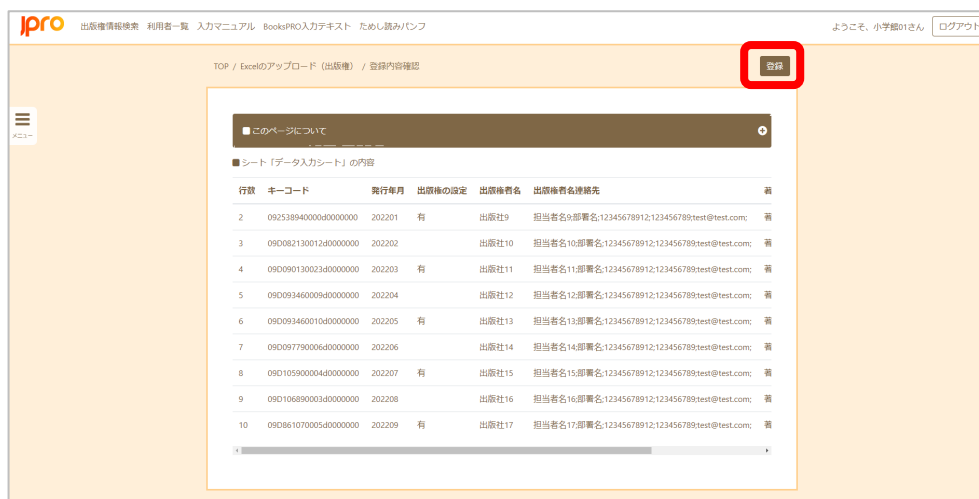 jpro 出版権情報検索 利用者一覧 入力マニュアル BooksPRO入力テキスト ためし読みパンフ ようこそ、小学館01さん ログアウト
TOP / Excelのアップロード（出版権） / 登録内容確認 登録
メニュー
このページについて
シート「データ入力シート」の内容
行数 キーコード 発行年月 出版権の設定 出版権者名 出版権者名連絡先 著
2 092538940000d0000000 202201 有 出版社9 担当者名9;部署名;12345678912;123456789;test@test.com; 著
3 09D082130012d0000000 202202 出版社10 担当者名10;部署名;12345678912;123456789;test@test.com; 著
4 09D090130023d0000000 202203 有 出版社11 担当者名11;部署名;12345678912;123456789;test@test.com; 著
5 09D093460009d0000000 202204 出版社12 担当者名12;部署名;12345678912;123456789;test@test.com; 著
6 09D093460010d0000000 202205 有 出版社13 担当者名13;部署名;12345678912;123456789;test@test.com; 著
7 09D097790006d0000000 202206 出版社14 担当者名14;部署名;12345678912;123456789;test@test.com; 著
8 09D105900004d0000000 202207 有 出版社15 担当者名15;部署名;12345678912;123456789;test@test.com; 著
9 09D106890003d0000000 202208 出版社16 担当者名16;部署名;12345678912;123456789;test@test.com; 著
10 09D861070005d0000000 202209 有 出版社17 担当者名17;部署名;12345678912;123456789;test@test.com; 著